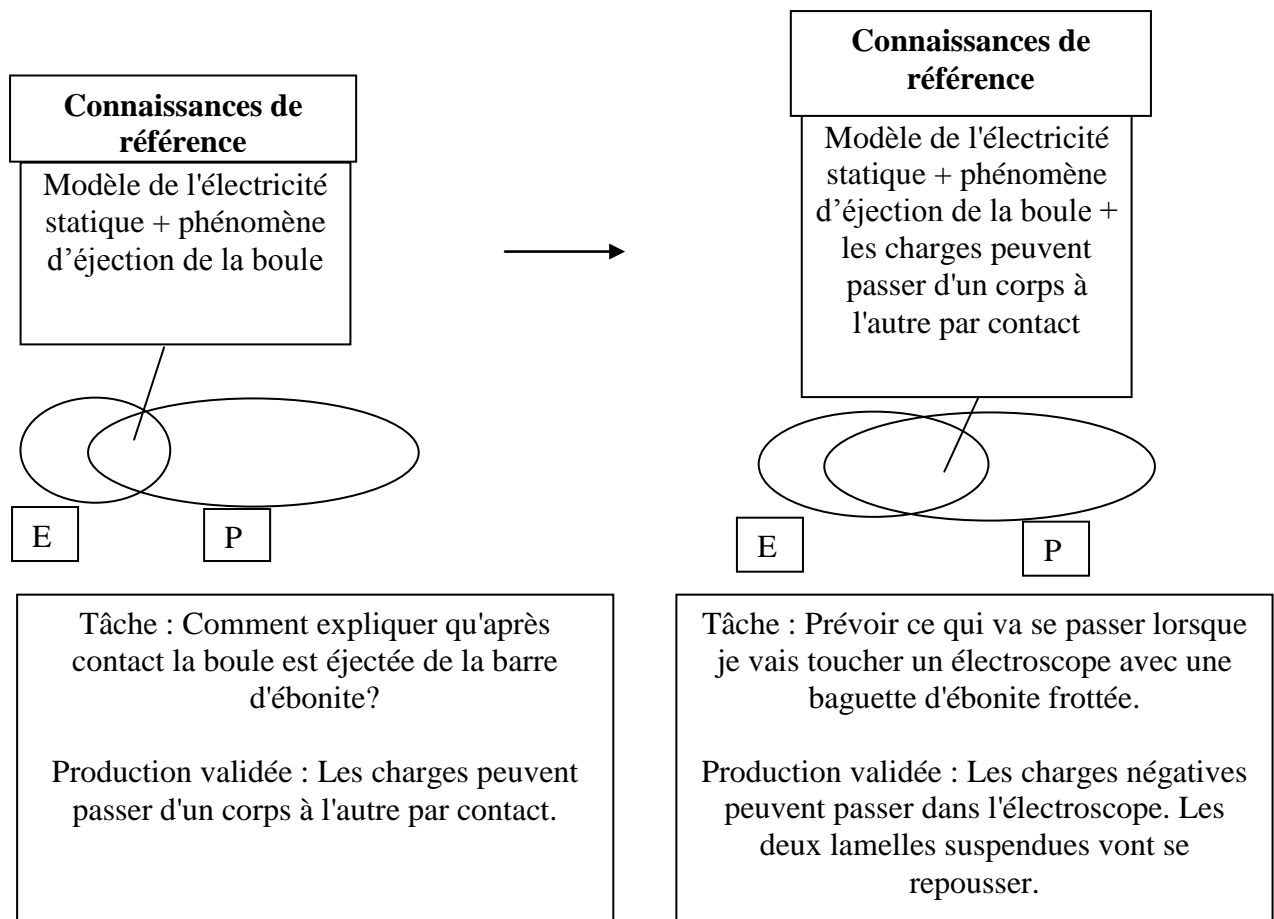 Connaissances de
référence
Modèle de l'électricité
statique + phénomène
d’éjection de la boule
E
P
Tâche : Comment expliquer qu'après
contact la boule est éjectée de la barre
d'ébonite?
Production validée : Les charges peuvent
passer d'un corps à l'autre par contact.
Connaissances de
référence
Modèle de l'électricité
statique + phénomène
d’éjection de la boule +
les charges peuvent
passer d'un corps à
l'autre par contact
E
P
Tâche : Prévoir ce qui va se passer lorsque
je vais toucher un électroscope avec une
baguette d'ébonite frottée.
Production validée : Les charges négatives
peuvent passer dans l'électroscope. Les
deux lamelles suspendues vont se
repousser.